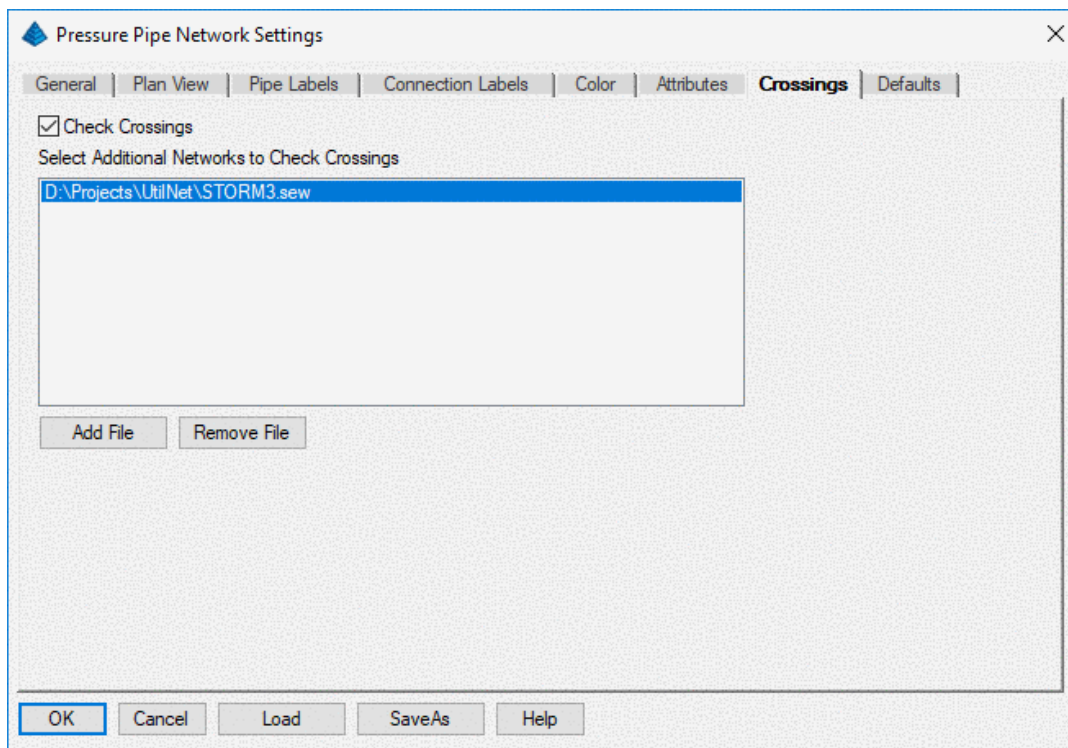 Pressure Pipe Network Settings
General Plan View Pipe Labels Connection Labels Color Attributes Crossings Defaults
Check Crossings
Select Additional Networks to Check Crossings
D:\Projects\UtilNet\STORM3.sew
Add File Remove File
OK Cancel Load SaveAs Help